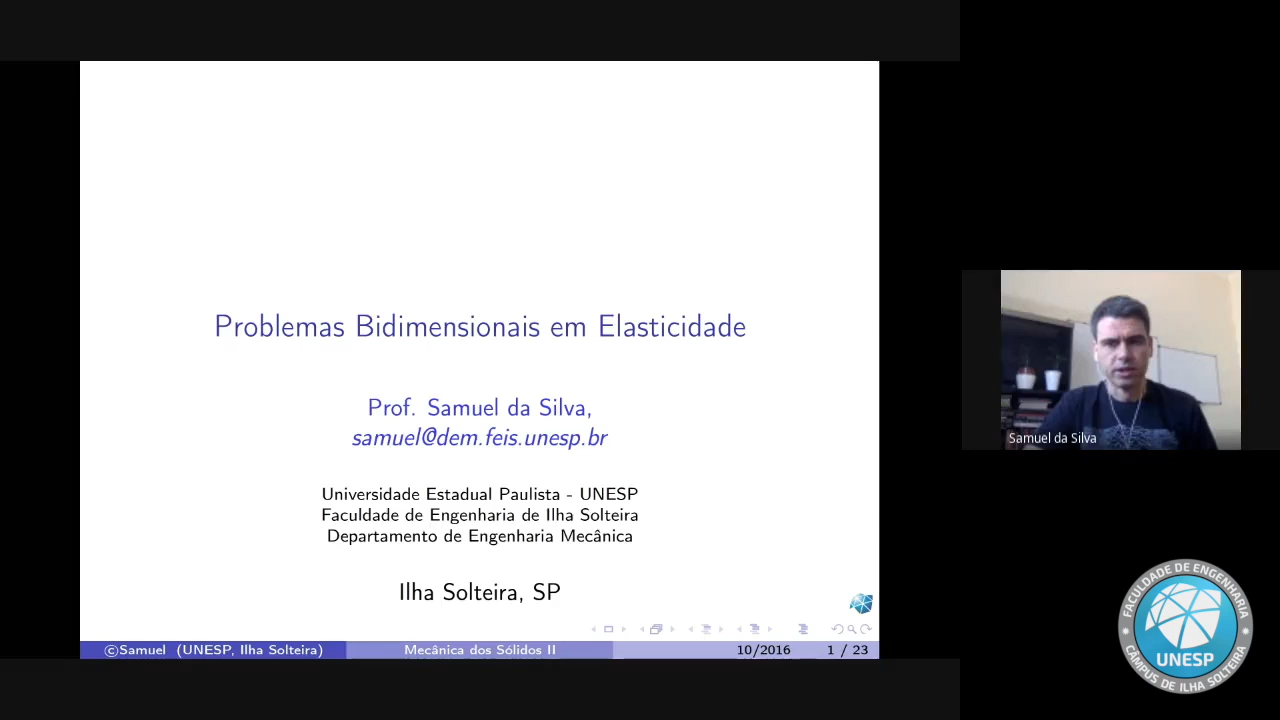 Problemas Bidimensionais em Elasticidade
Prof. Samuel da Silva,
samuel@dem.feis.unesp.br
Universidade Estadual Paulista - UNESP
Faculdade de Engenharia de Ilha Solteira
Departamento de Engenharia Mecânica
Ilha Solteira, SP
©Samuel (UNESP, Ilha Solteira)
Mecânica dos Sólidos II
10/2016
1 / 23
Samuel da Silva
FACULDADE DE ENGENHARIA
UNESP
CÂMPUS DE ILHA SOLTEIRA